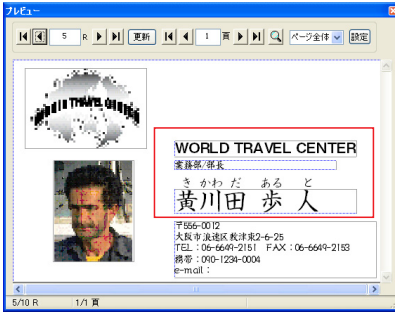 プレビュー
5 R 更新 1 頁 ページ全体 設定
WORLD TRAVEL CENTER
WORLD TRAVEL CENTER
業務部/部長
き かわ だ ある と
黄川田 歩 人
〒556-0012
大阪市浪速区敷津東2-6-25
TEL：06-6649-2151 FAX：06-6649-2153
携帯：090-1234-0004
e-mail：
5/10 R 1/1 頁